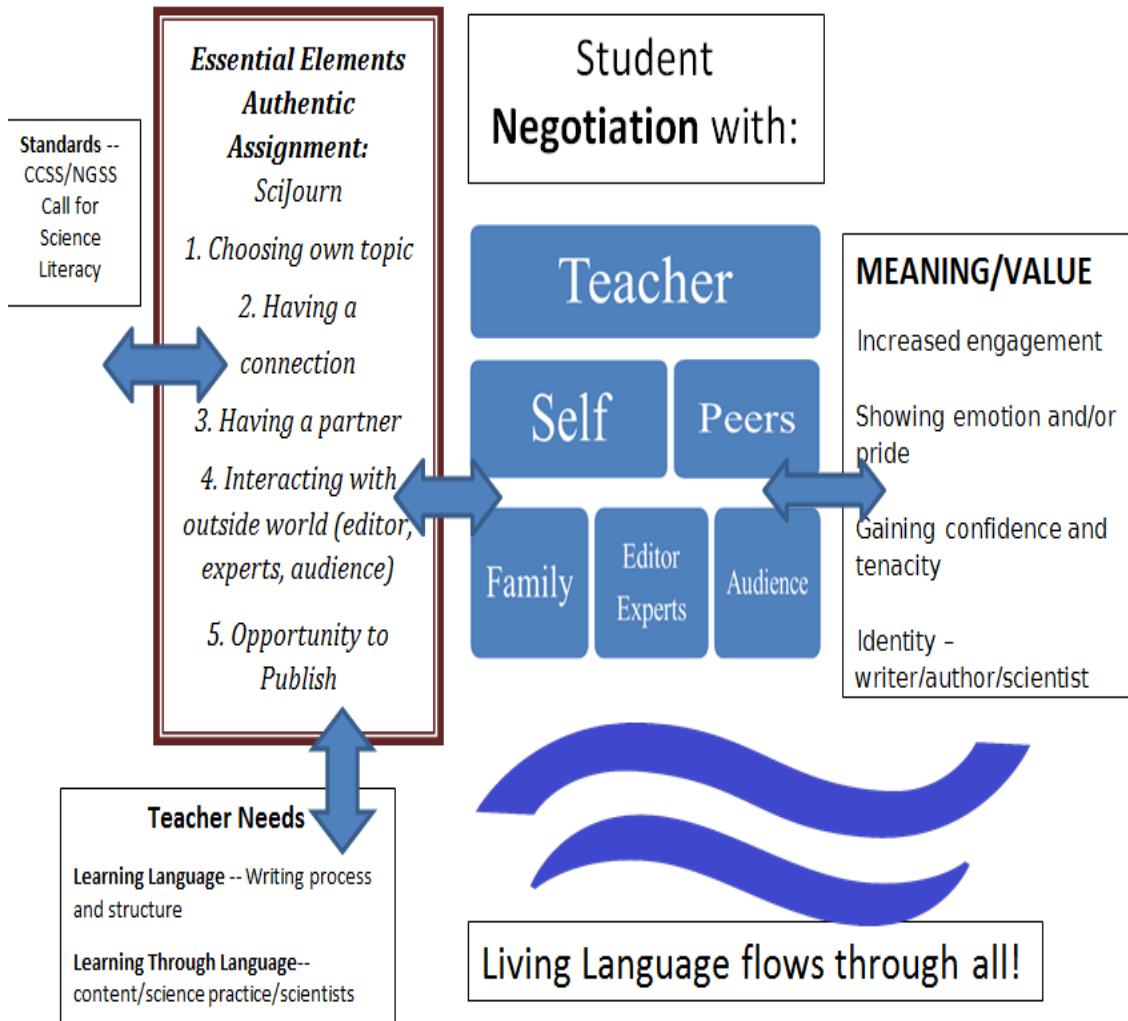 Standards --
CCSS/NGSS
Call for
Science
Literacy
Essential Elements
Authentic
Assignment:
SciJourn
1. Choosing own topic
2. Having a
connection
3. Having a partner
4. Interacting with
outside world (editor,
experts, audience)
5. Opportunity to
Publish
Teacher Needs
Learning Language -- Writing process
and structure
Learning Through Language--
content/science practice/scientists
Student
Negotiation with:
Teacher
Self
Peers
Family
Editor
Experts
Audience
MEANING/VALUE
Increased engagement
Showing emotion and/or
pride
Gaining confidence and
tenacity
Identity –
writer/author/scientist
Living Language flows through all!